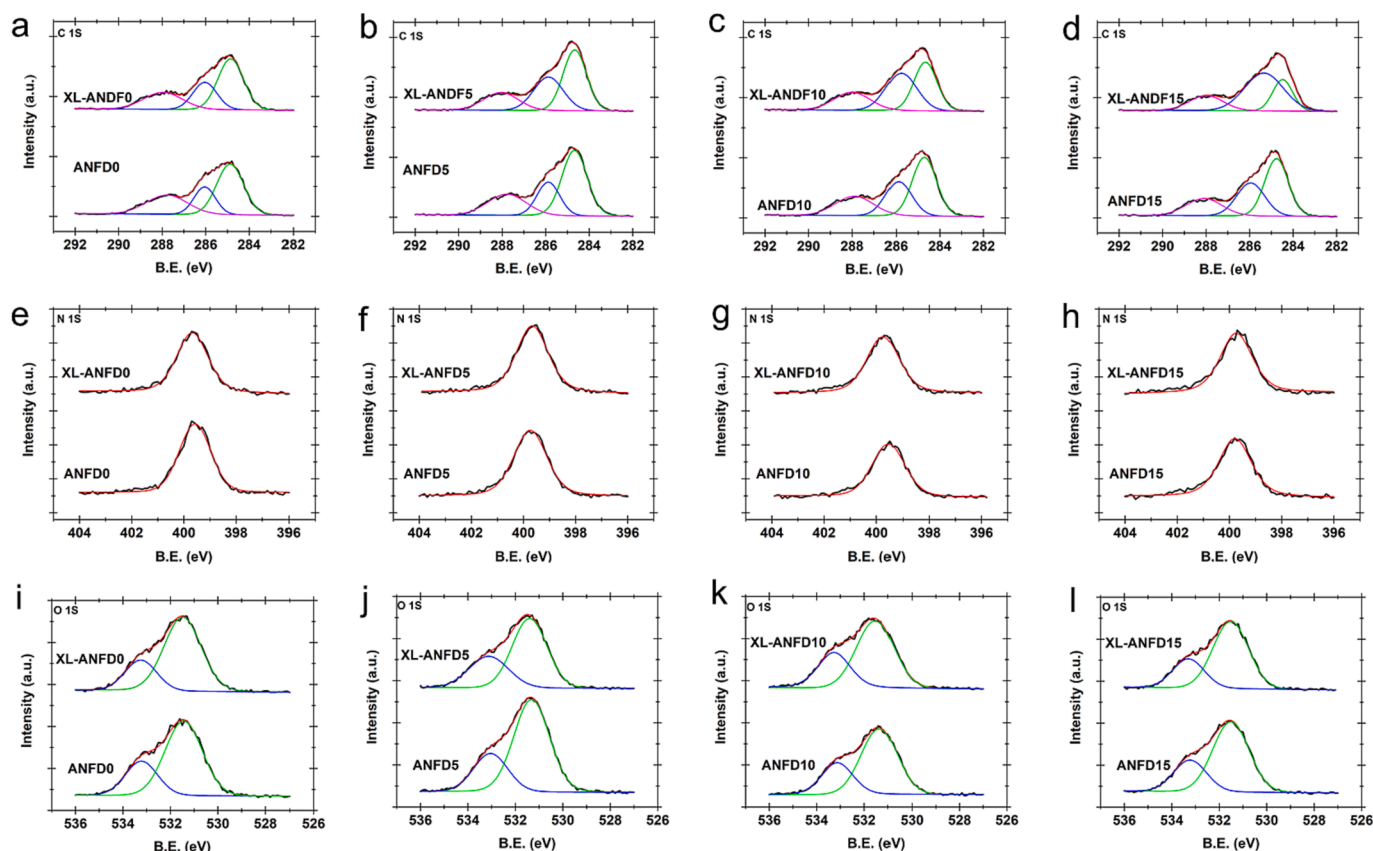 a
C 1S
XL-ANDF0
ANFD0
Intensity (a.u.)
292 290 288 286 284 282
B.E. (eV)
b
C 1S
XL-ANDF5
ANFD5
Intensity (a.u.)
292 290 288 286 284 282
B.E. (eV)
c
C 1S
XL-ANDF10
ANFD10
Intensity (a.u.)
292 290 288 286 284 282
B.E. (eV)
d
C 1S
XL-ANDF15
ANFD15
Intensity (a.u.)
292 290 288 286 284 282
B.E. (eV)
e
N 1S
XL-ANFD0
ANFD0
Intensity (a.u.)
404 402 400 398 396
B.E. (eV)
f
N 1S
XL-ANFD5
ANFD5
Intensity (a.u.)
404 402 400 398 396
B.E. (eV)
g
N 1S
XL-ANFD10
ANFD10
Intensity (a.u.)
404 402 400 398 396
B.E. (eV)
h
N 1S
XL-ANFD15
ANFD15
Intensity (a.u.)
404 402 400 398 396
B.E. (eV)
i
O 1S
XL-ANFD0
ANFD0
Intensity (a.u.)
536 534 532 530 528 526
B.E. (eV)
j
O 1S
XL-ANFD5
ANFD5
Intensity (a.u.)
536 534 532 530 528 526
B.E. (eV)
k
O 1S
XL-ANFD10
ANFD10
Intensity (a.u.)
536 534 532 530 528 526
B.E. (eV)
l
O 1S
XL-ANFD15
ANFD15
Intensity (a.u.)
536 534 532 530 528 526
B.E. (eV)